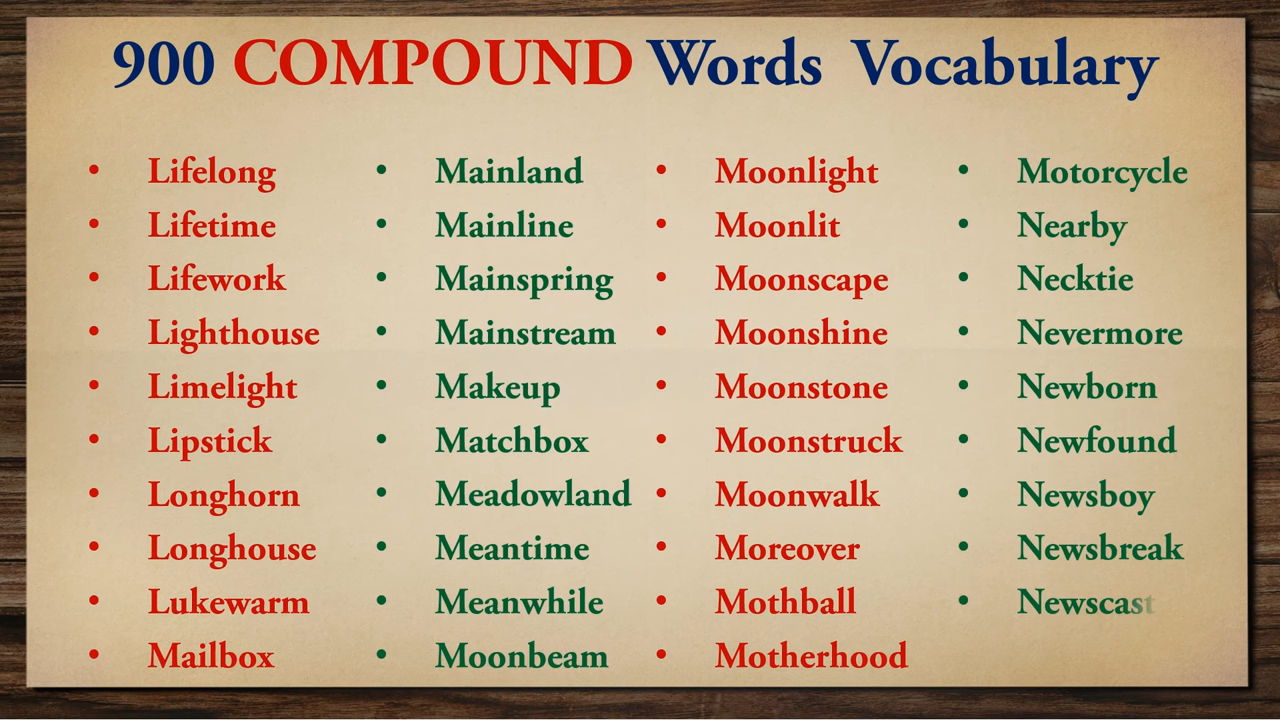 900 COMPOUND Words Vocabulary
• Lifelong
• Lifetime
• Lifework
• Lighthouse
• Limelight
• Lipstick
• Longhorn
• Longhouse
• Lukewarm
• Mailbox
• Mainland
• Mainline
• Mainspring
• Mainstream
• Makeup
• Matchbox
• Meadowland
• Meantime
• Meanwhile
• Moonbeam
• Moonlight
• Moonlit
• Moonscape
• Moonshine
• Moonstone
• Moonstruck
• Moonwalk
• Moreover
• Mothball
• Motherhood
• Motorcycle
• Nearby
• Necktie
• Nevermore
• Newborn
• Newfound
• Newsboy
• Newsbreak
• Newscast